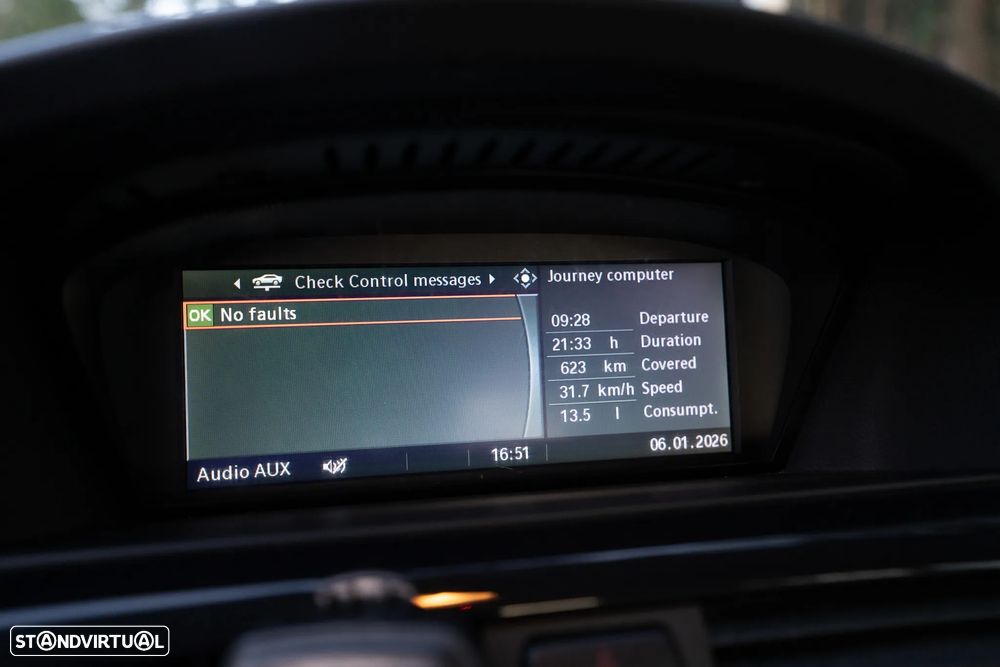 Check Control messages
OK No faults
Journey computer
09:28 Departure
21:33 h Duration
623 km Covered
31.7 km/h Speed
13.5 l Consumpt.
Audio AUX
16:51
06.01.2026
STANDVIRTUAL